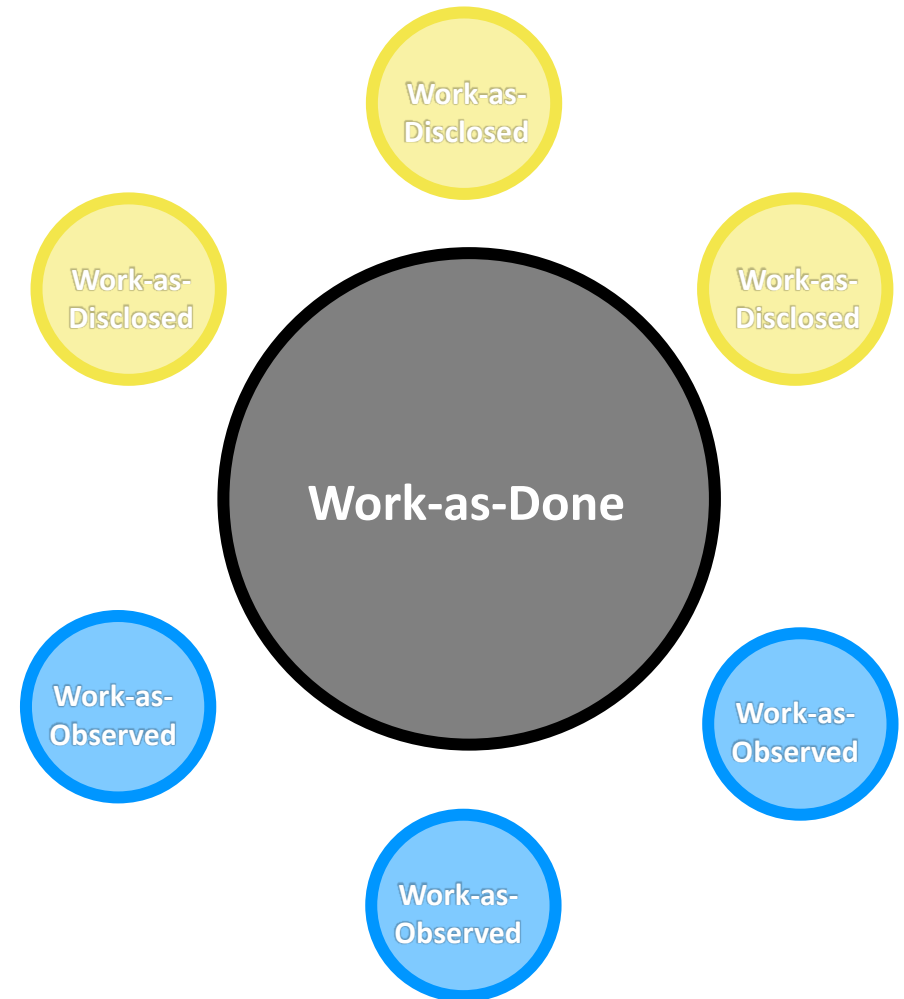 Work-as-
Disclosed
Work-as-
Disclosed
Work-as-
Disclosed
Work-as-Done
Work-as-
Observed
Work-as-
Observed
Work-as-
Observed